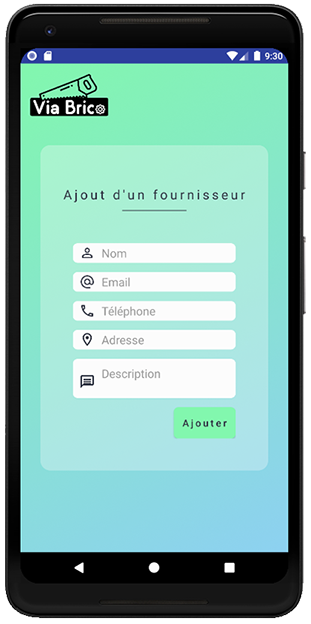 9:30
Via Brico
Ajout d'un fournisseur
Nom
Email
Téléphone
Adresse
Description
Ajouter